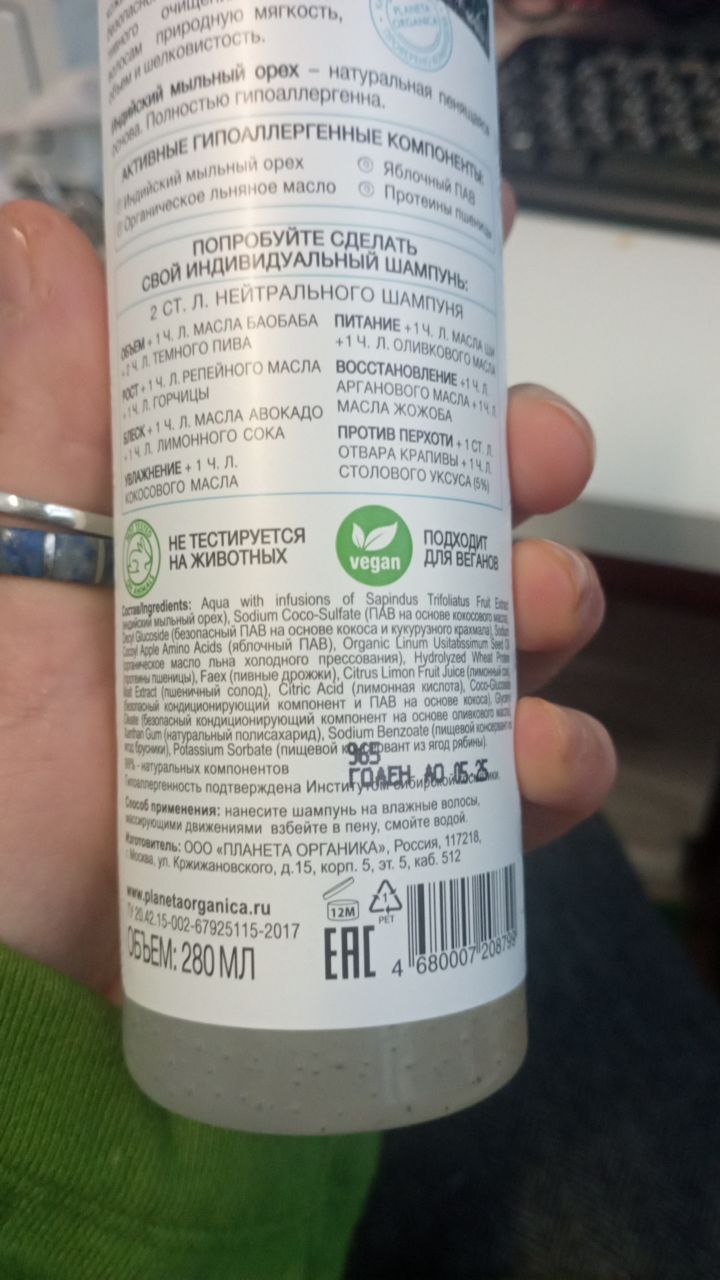 очищения
природную мягкость,
и шелковистость.
PLANETA
ORGANICA
Индийский мыльный орех – натуральная пенящаяся
основа. Полностью гипоаллергенна.
АКТИВНЫЕ ГИПОАЛЛЕРГЕННЫЕ КОМПОНЕНТЫ:
Индийский мыльный орех
Яблочный ПАВ
Органическое льняное масло
Протеины пшеницы
ПОПРОБУЙТЕ СДЕЛАТЬ
СВОЙ ИНДИВИДУАЛЬНЫЙ ШАМПУНЬ:
2 СТ. Л. НЕЙТРАЛЬНОГО ШАМПУНЯ
ОБЪЕМ + 1 Ч. Л. МАСЛА БАОБАБА
Ч. Л. ТЕМНОГО ПИВА
РОСТ + 1 Ч. Л. РЕПЕЙНОГО МАСЛА
+ 1 Ч. Л. ГОРЧИЦЫ
БЛЕСК + 1 Ч. Л. МАСЛА АВОКАДО
+ 1 Ч. Л. ЛИМОННОГО СОКА
УВЛАЖНЕНИЕ + 1 Ч. Л.
КОКОСОВОГО МАСЛА
ПИТАНИЕ + 1 Ч. Л. МАСЛА ШИ
+ 1 Ч. Л. ОЛИВКОВОГО МАСЛА
ВОССТАНОВЛЕНИЕ + 1 Ч. Л.
АРГАНОВОГО МАСЛА + 1 Ч. Л.
МАСЛА ЖОЖОБА
ПРОТИВ ПЕРХОТИ + 1 СТ. Л.
ОТВАРА КРАПИВЫ + 1 Ч. Л.
СТОЛОВОГО УКСУСА (5%)
НЕ ТЕСТИРУЕТСЯ
НА ЖИВОТНЫХ
vegan
ПОДХОДИТ
ДЛЯ ВЕГАНОВ
Состав/Ingredients: Aqua with infusions of Sapindus Trifoliatus Fruit Extract
(индийский мыльный орех), Sodium Coco-Sulfate (ПАВ на основе кокосового масла),
Decyl Glucoside (безопасный ПАВ на основе кокоса и кукурузного крахмала), Sodium
Cocoyl Apple Amino Acids (яблочный ПАВ), Organic Linum Usitatissimum Seed Oil
(органическое масло льна холодного прессования), Hydrolyzed Wheat Protein
(протеины пшеницы), Faex (пивные дрожжи), Citrus Limon Fruit Juice (лимонный сок),
Malt Extract (пшеничный солод), Citric Acid (лимонная кислота), Coco-Glucoside
(безопасный кондиционирующий компонент и ПАВ на основе кокоса), Glyceryl
Oleate (безопасный кондиционирующий компонент на основе оливкового масла),
Xanthan Gum (натуральный полисахарид), Sodium Benzoate (пищевой консервант из
ягод брусники), Potassium Sorbate (пищевой консервант из ягод рябины).
натуральных компонентов
965
ГОДЕН ДО 05 25
Гипоаллергенность подтверждена Институтом Сибирской
Способ применения: нанесите шампунь на влажные волосы,
массирующими движениями взбейте в пену, смойте водой.
Изготовитель: ООО «ПЛАНЕТА ОРГАНИКА», Россия, 117218,
г. Москва, ул. Кржижановского, д.15, корп. 5, эт. 5, каб. 512
www.planetaorganica.ru
ТУ 20.42.15-002-67925115-2017
ОБЪЕМ: 280 МЛ
12M
1
PET
EAC
4 680007 208799